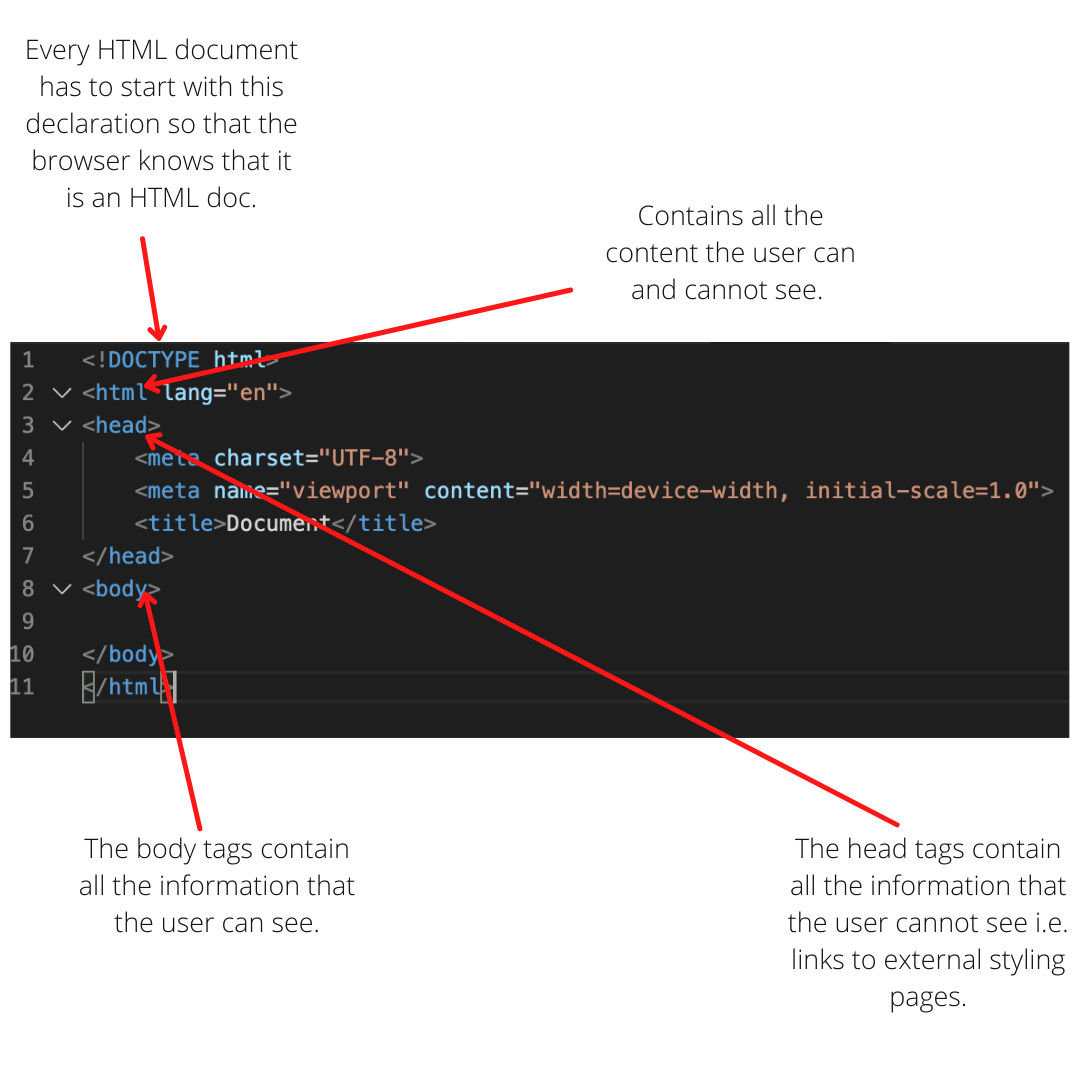 Every HTML document
has to start with this
declaration so that the
browser knows that it
is an HTML doc.
Contains all the
content the user can
and cannot see.
1 <!DOCTYPE html>
2 <html lang="en">
3 <head>
4 <meta charset="UTF-8">
5 <meta name="viewport" content="width=device-width, initial-scale=1.0">
6 <title>Document</title>
7 </head>
8 <body>
9
10 </body>
11 </html>
The body tags contain
all the information that
the user can see.
The head tags contain
all the information that
the user cannot see i.e.
links to external styling
pages.